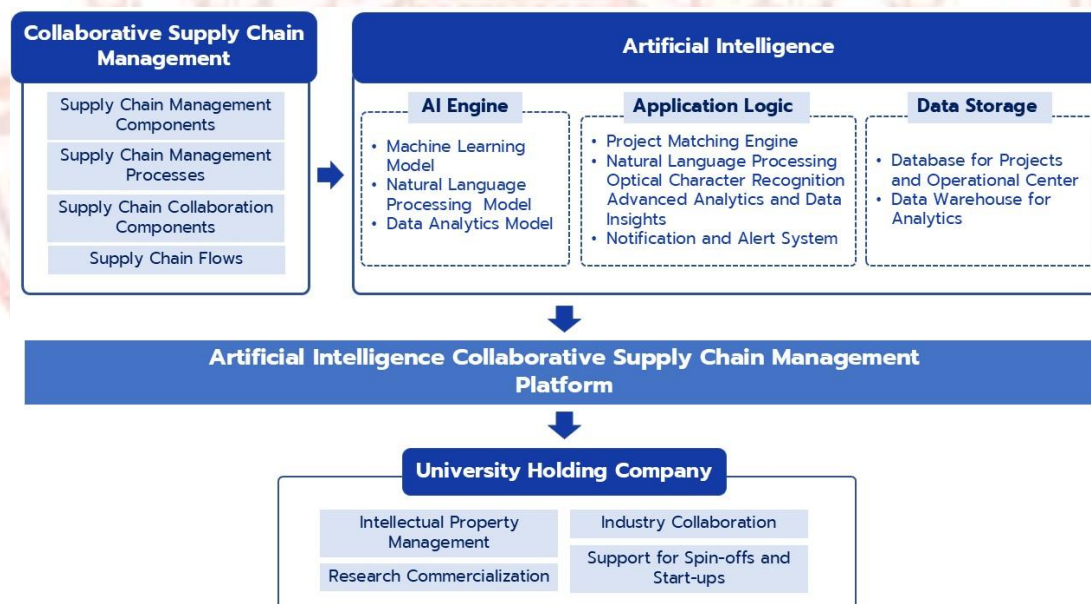 Collaborative Supply Chain
Management
Supply Chain Management
Components
Supply Chain Management
Processes
Supply Chain Collaboration
Components
Supply Chain Flows
Artificial Intelligence
AI Engine
• Machine Learning
Model
• Natural Language
Processing Model
• Data Analytics Model
Application Logic
• Project Matching Engine
• Natural Language Processing
Optical Character Recognition
Advanced Analytics and Data
Insights
• Notification and Alert System
Data Storage
• Database for Projects
and Operational Center
• Data Warehouse for
Analytics
Artificial Intelligence Collaborative Supply Chain Management
Platform
University Holding Company
Intellectual Property
Management
Research Commercialization
Industry Collaboration
Support for Spin-offs and
Start-ups